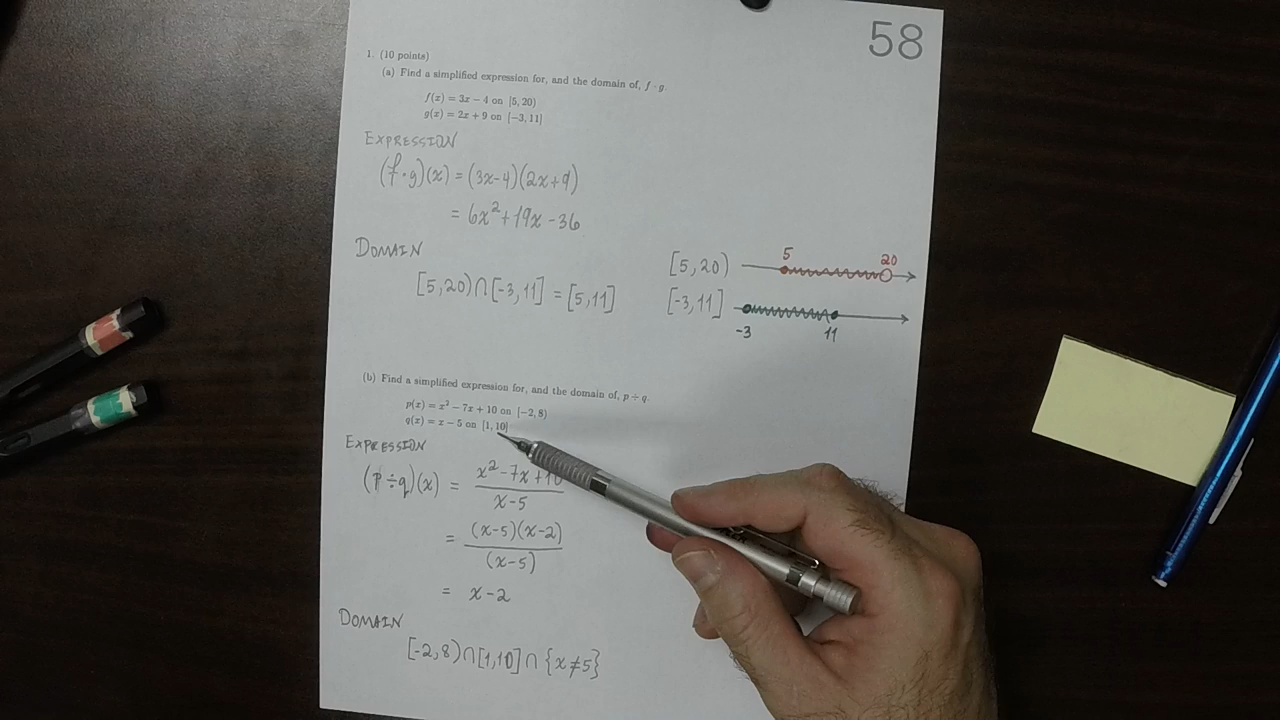 58
1. (10 points)
(a) Find a simplified expression for, and the domain of, f · g.
f(x) = 3x − 4 on [5, 20)
g(x) = 2x + 9 on [−3, 11]
EXPRESSION
(f·g)(x) = (3x-4)(2x+9)
= 6x² + 19x - 36
DOMAIN
[5,20)∩[-3,11] = [5,11]
5 20
[5,20)
[-3,11]
-3 11
(b) Find a simplified expression for, and the domain of, p ÷ q.
p(x) = x² − 7x + 10 on [−2, 8)
q(x) = x − 5 on [1, 10]
EXPRESSION
(p÷q)(x) = x²-7x+10
x-5
= (x-5)(x-2)
(x-5)
= x-2
DOMAIN
[-2,8)∩[1,10]∩{x≠5}